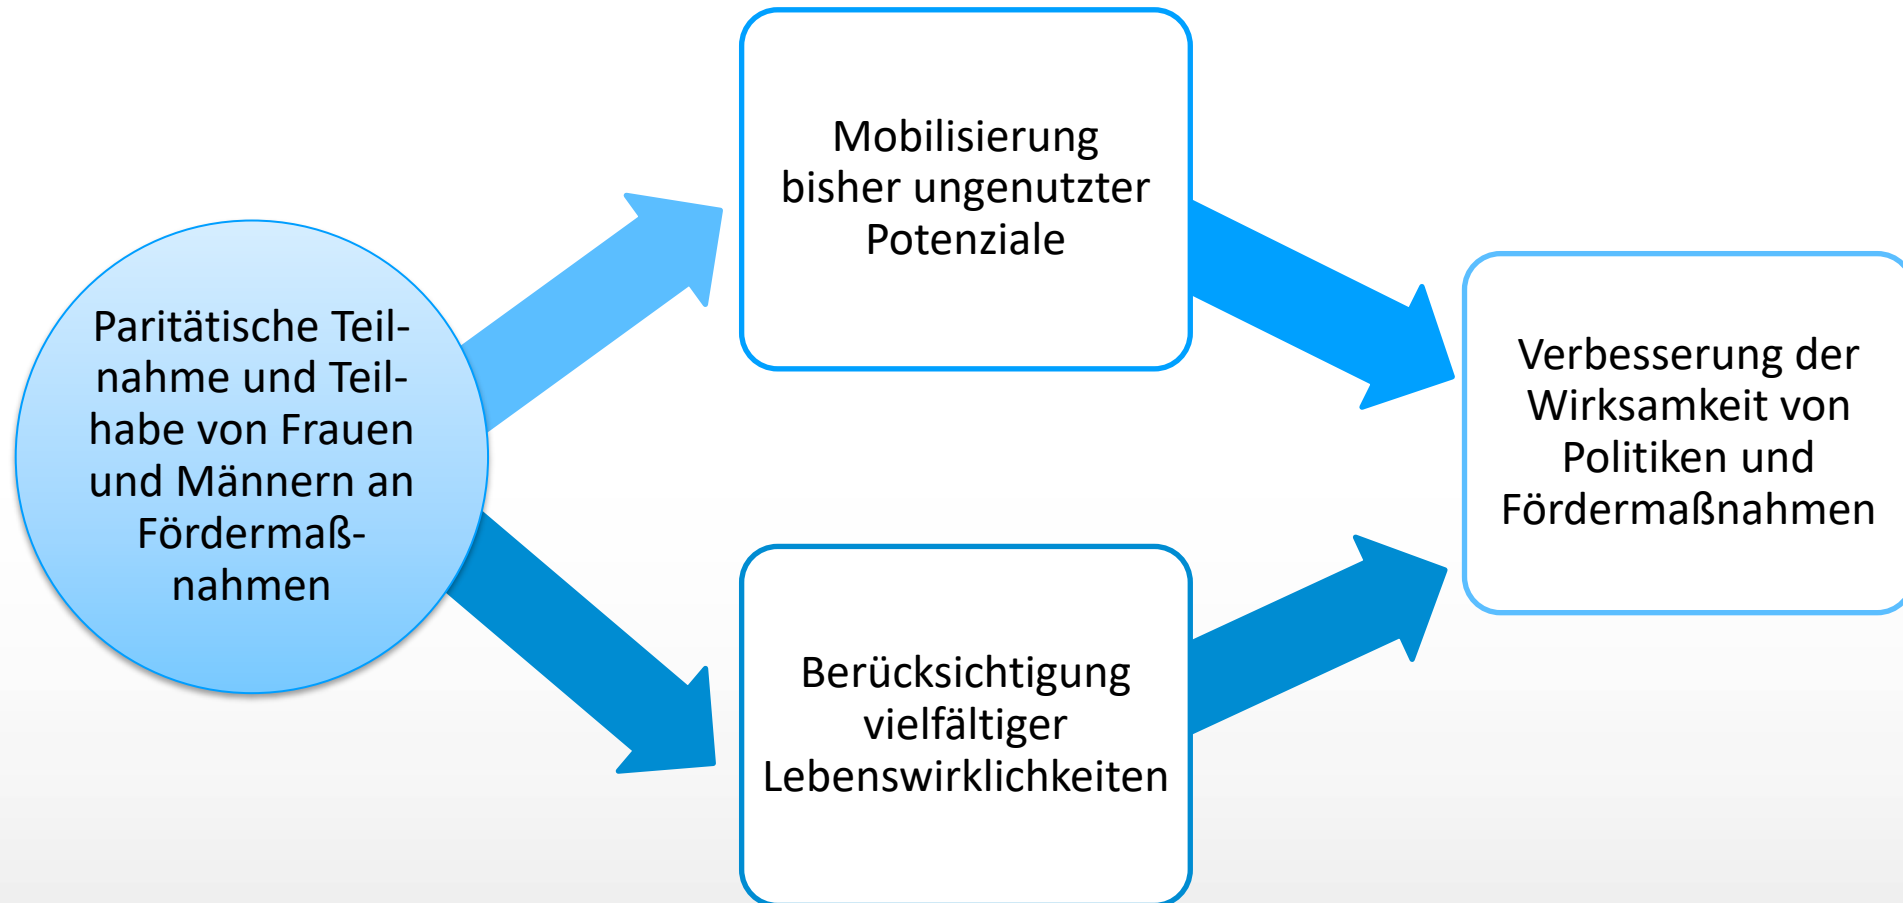 Paritätische Teil-
nahme und Teil-
habe von Frauen
und Männern an
Fördermaß-
nahmen
Mobilisierung
bisher ungenutzter
Potenziale
Berücksichtigung
vielfältiger
Lebenswirklichkeiten
Verbesserung der
Wirksamkeit von
Politiken und
Fördermaßnahmen